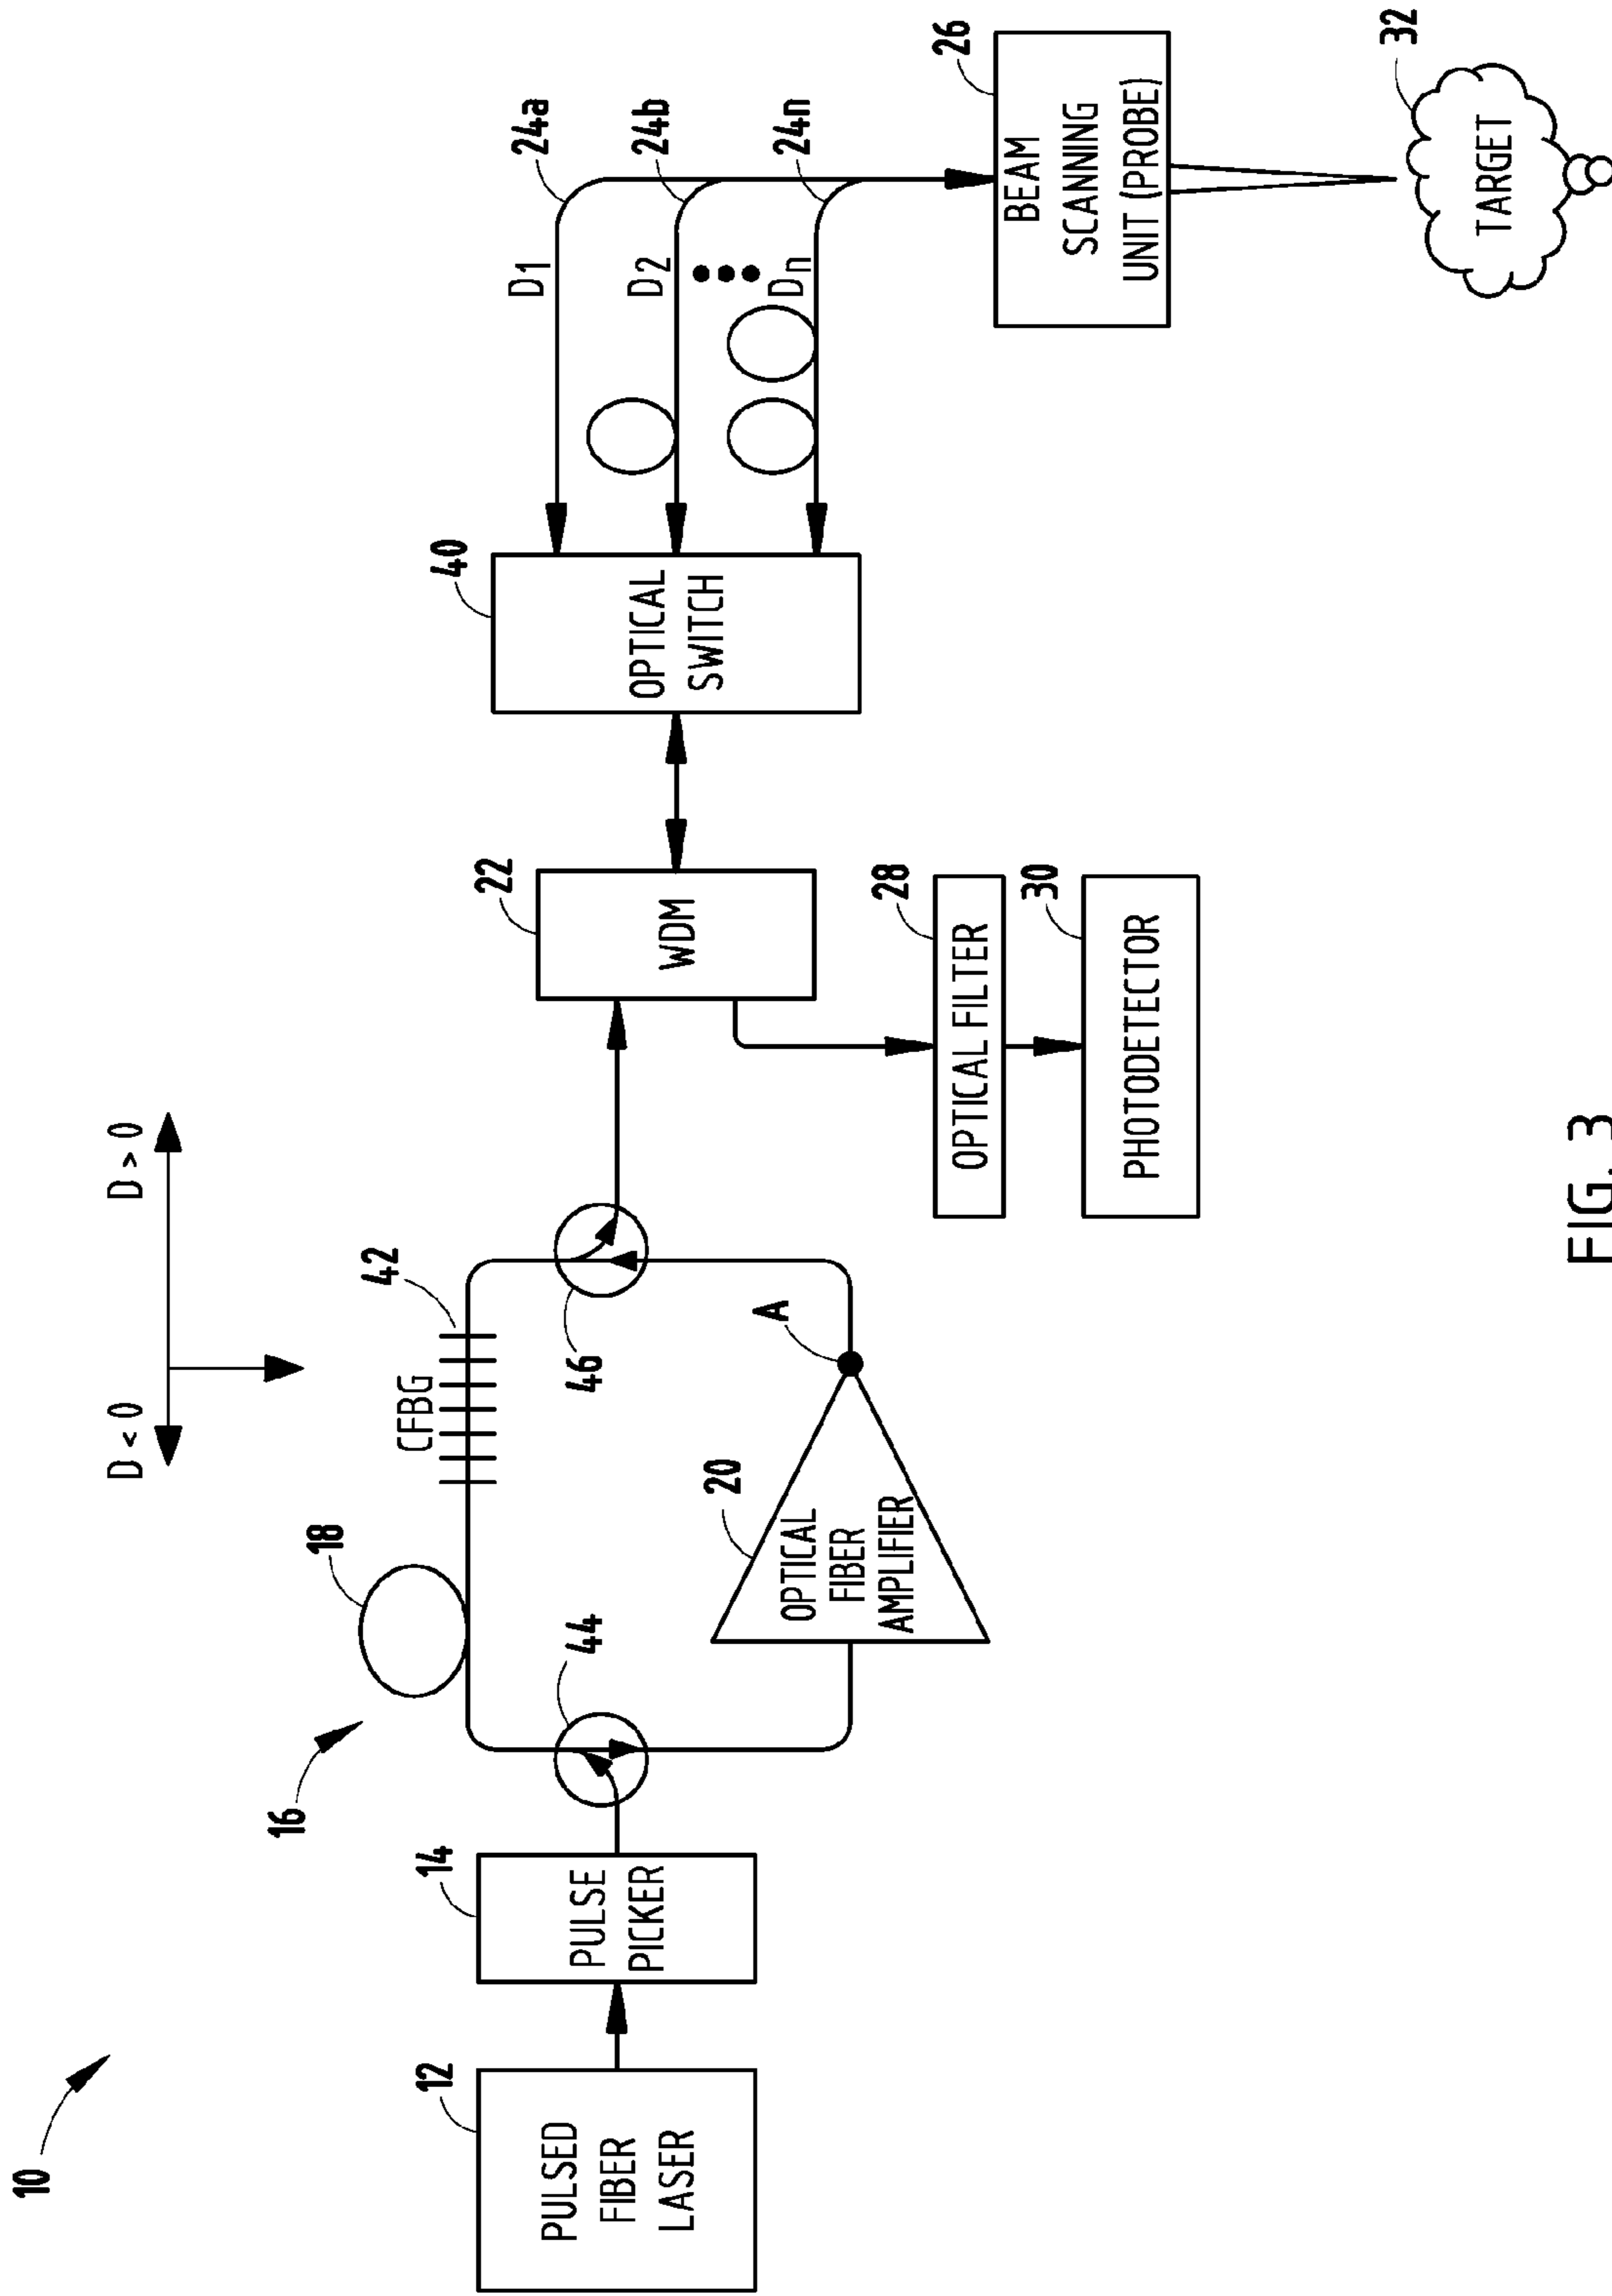 10
D < 0
D > 0
16
18
CFBG
42
12
PULSED
FIBER
LASER
14
PULSE
PICKER
44
46
20
OPTICAL
FIBER
AMPLIFIER
A
22
WDM
40
OPTICAL
SWITCH
D1
24a
D2
24b
Dn
24n
28
OPTICAL FILTER
30
PHOTODETECTOR
26
BEAM
SCANNING
UNIT (PROBE)
32
TARGET
FIG. 3